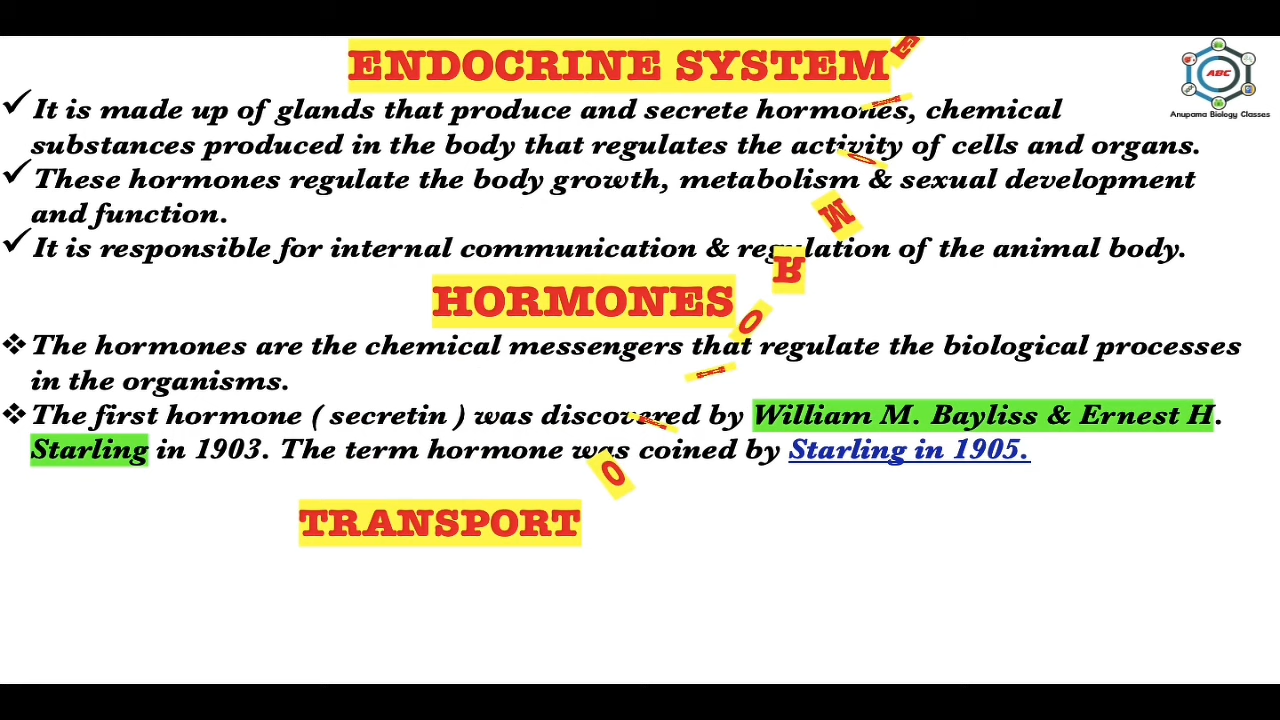 ENDOCRINE SYSTEM
ABC
Anupama Biology Classes
It is made up of glands that produce and secrete hormones, chemical
substances produced in the body that regulates the activity of cells and organs.
These hormones regulate the body growth, metabolism & sexual development
and function.
It is responsible for internal communication & regulation of the animal body.
HORMONES
The hormones are the chemical messengers that regulate the biological processes
in the organisms.
The first hormone ( secretin ) was discovered by William M. Bayliss & Ernest H.
Starling in 1903. The term hormone was coined by Starling in 1905.
TRANSPORT O
O R M
E